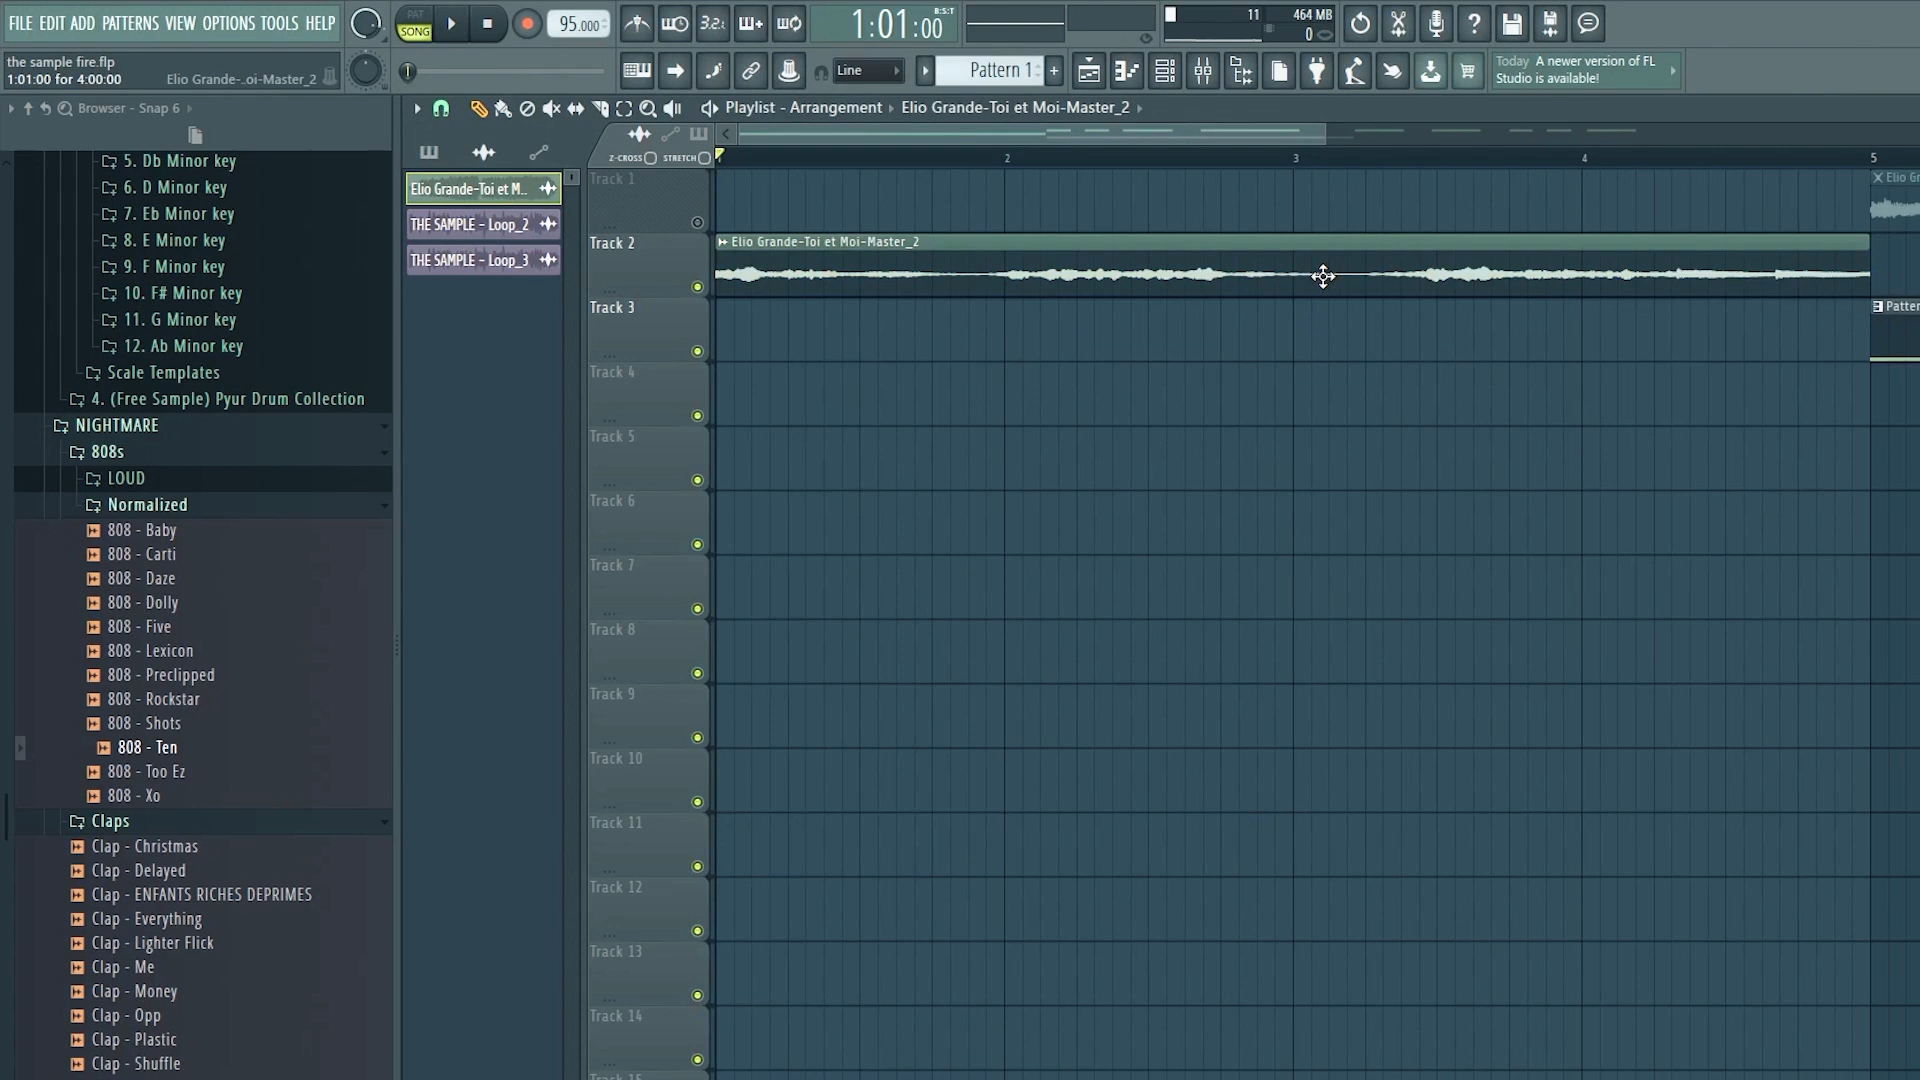 FILE EDIT ADD PATTERNS VIEW OPTIONS TOOLS HELP
PAT
SONG
95.000
3.2.
1:01:00
B:S:T
11
464 MB
0
the sample fire.flp
1:01:00 for 4:00:00
Elio Grande-..oi-Master_2
Line
Pattern 1
+
Today A newer version of FL
Studio is available!
Browser - Snap 6
Playlist - Arrangement
Elio Grande-Toi et Moi-Master_2
Z-CROSS
STRETCH
2
3
4
5
5. Db Minor key
6. D Minor key
7. Eb Minor key
8. E Minor key
9. F Minor key
10. F# Minor key
11. G Minor key
12. Ab Minor key
Scale Templates
4. (Free Sample) Pyur Drum Collection
NIGHTMARE
808s
LOUD
Normalized
808 - Baby
808 - Carti
808 - Daze
808 - Dolly
808 - Five
808 - Lexicon
808 - Preclipped
808 - Rockstar
808 - Shots
808 - Ten
808 - Too Ez
808 - Xo
Claps
Clap - Christmas
Clap - Delayed
Clap - ENFANTS RICHES DEPRIMES
Clap - Everything
Clap - Lighter Flick
Clap - Me
Clap - Money
Clap - Opp
Clap - Plastic
Clap - Shuffle
Elio Grande-Toi et M..
THE SAMPLE - Loop_2
THE SAMPLE - Loop_3
Track 1
Elio Gr
Track 2
Elio Grande-Toi et Moi-Master_2
Track 3
Patter
Track 4
Track 5
Track 6
Track 7
Track 8
Track 9
Track 10
Track 11
Track 12
Track 13
Track 14
Track 15